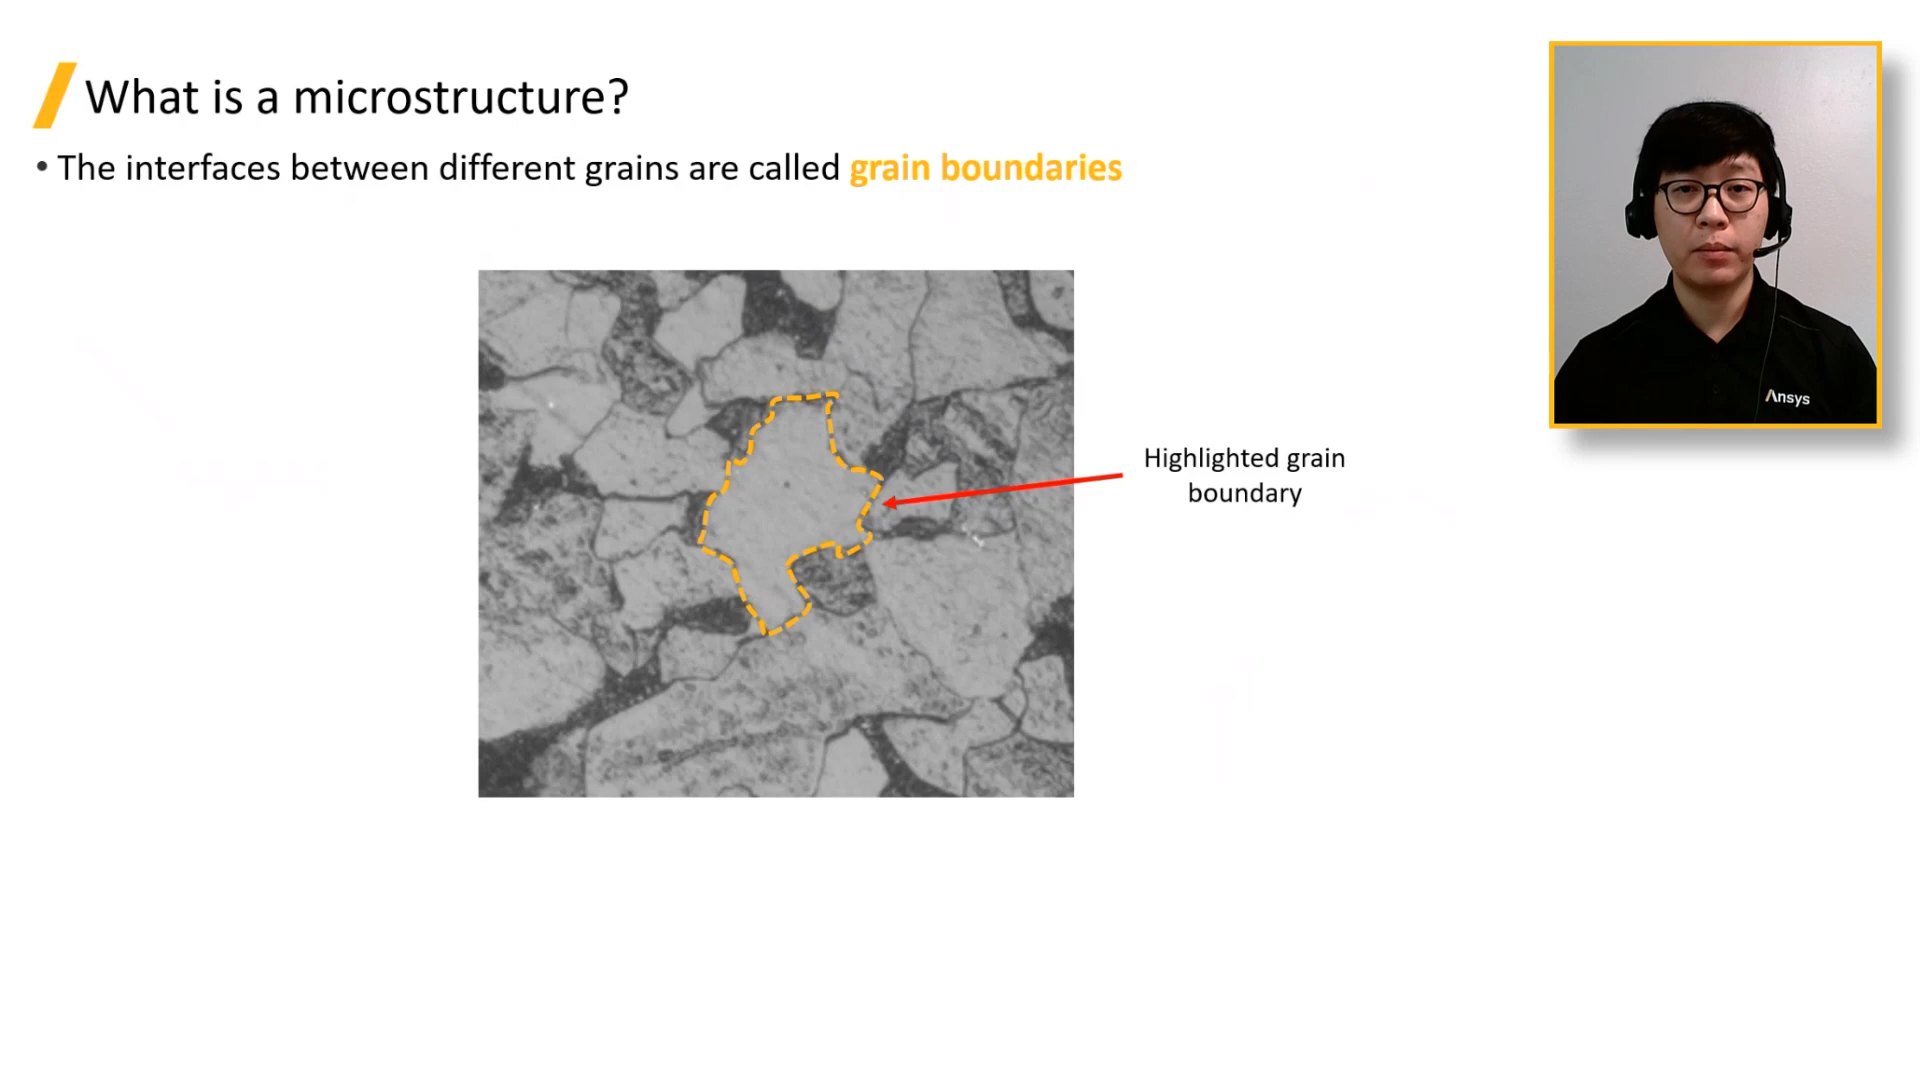 What is a microstructure?
• The interfaces between different grains are called grain boundaries
Highlighted grain
boundary
Ansys